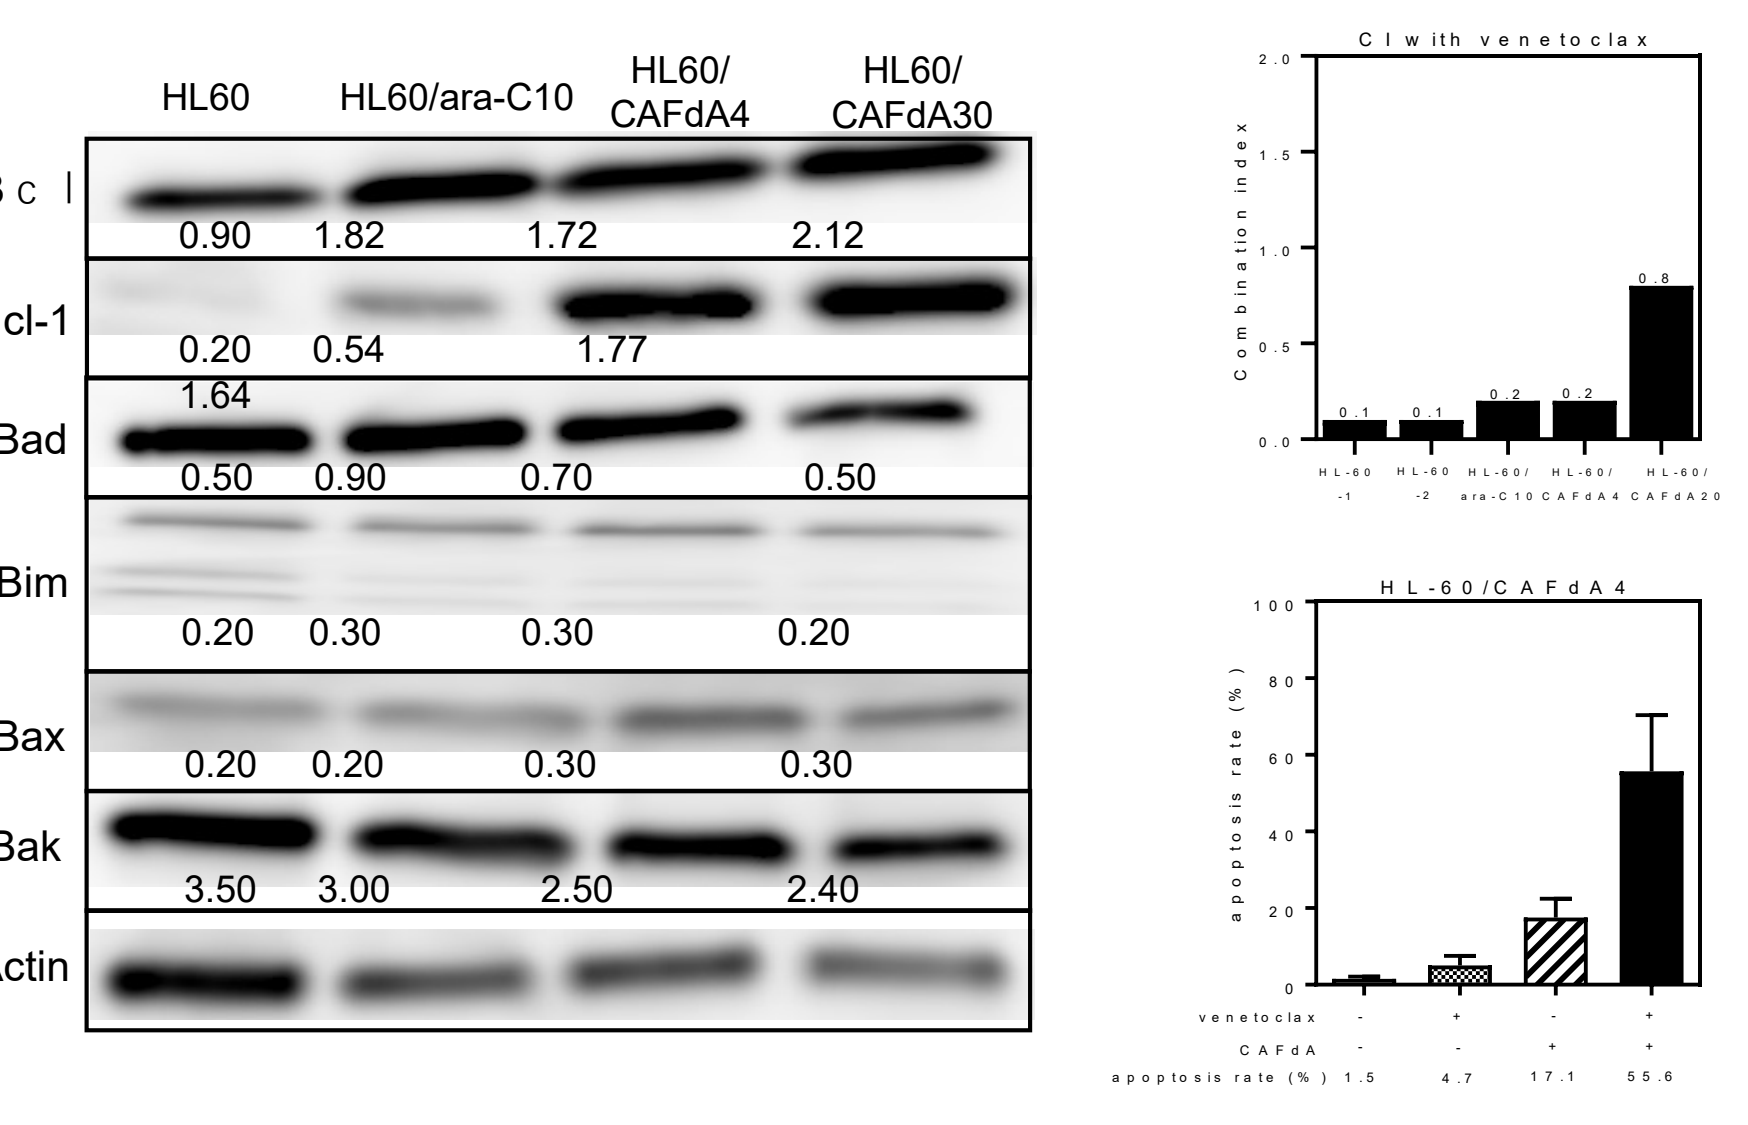 HL60 HL60/ara-C10 HL60/ CAFdA4 HL60/ CAFdA30
Bcl
0.90 1.82 1.72 2.12
cl-1
0.20 0.54 1.77
1.64
Bad
0.50 0.90 0.70 0.50
Bim
0.20 0.30 0.30 0.20
Bax
0.20 0.20 0.30 0.30
Bak
3.50 3.00 2.50 2.40
Actin
CI with venetoclax
Combination index
2.0
1.5
1.0
0.5
0.0
0.1 0.1 0.2 0.2 0.8
HL-60 HL-60 HL-60/ HL-60/ HL-60/
-1 -2 ara-C10 CAFdA4 CAFdA20
HL-60/CAFdA4
apoptosis rate (%)
100
80
60
40
20
0
venetoclax - + - +
CAFdA - - + +
apoptosis rate (%) 1.5 4.7 17.1 55.6